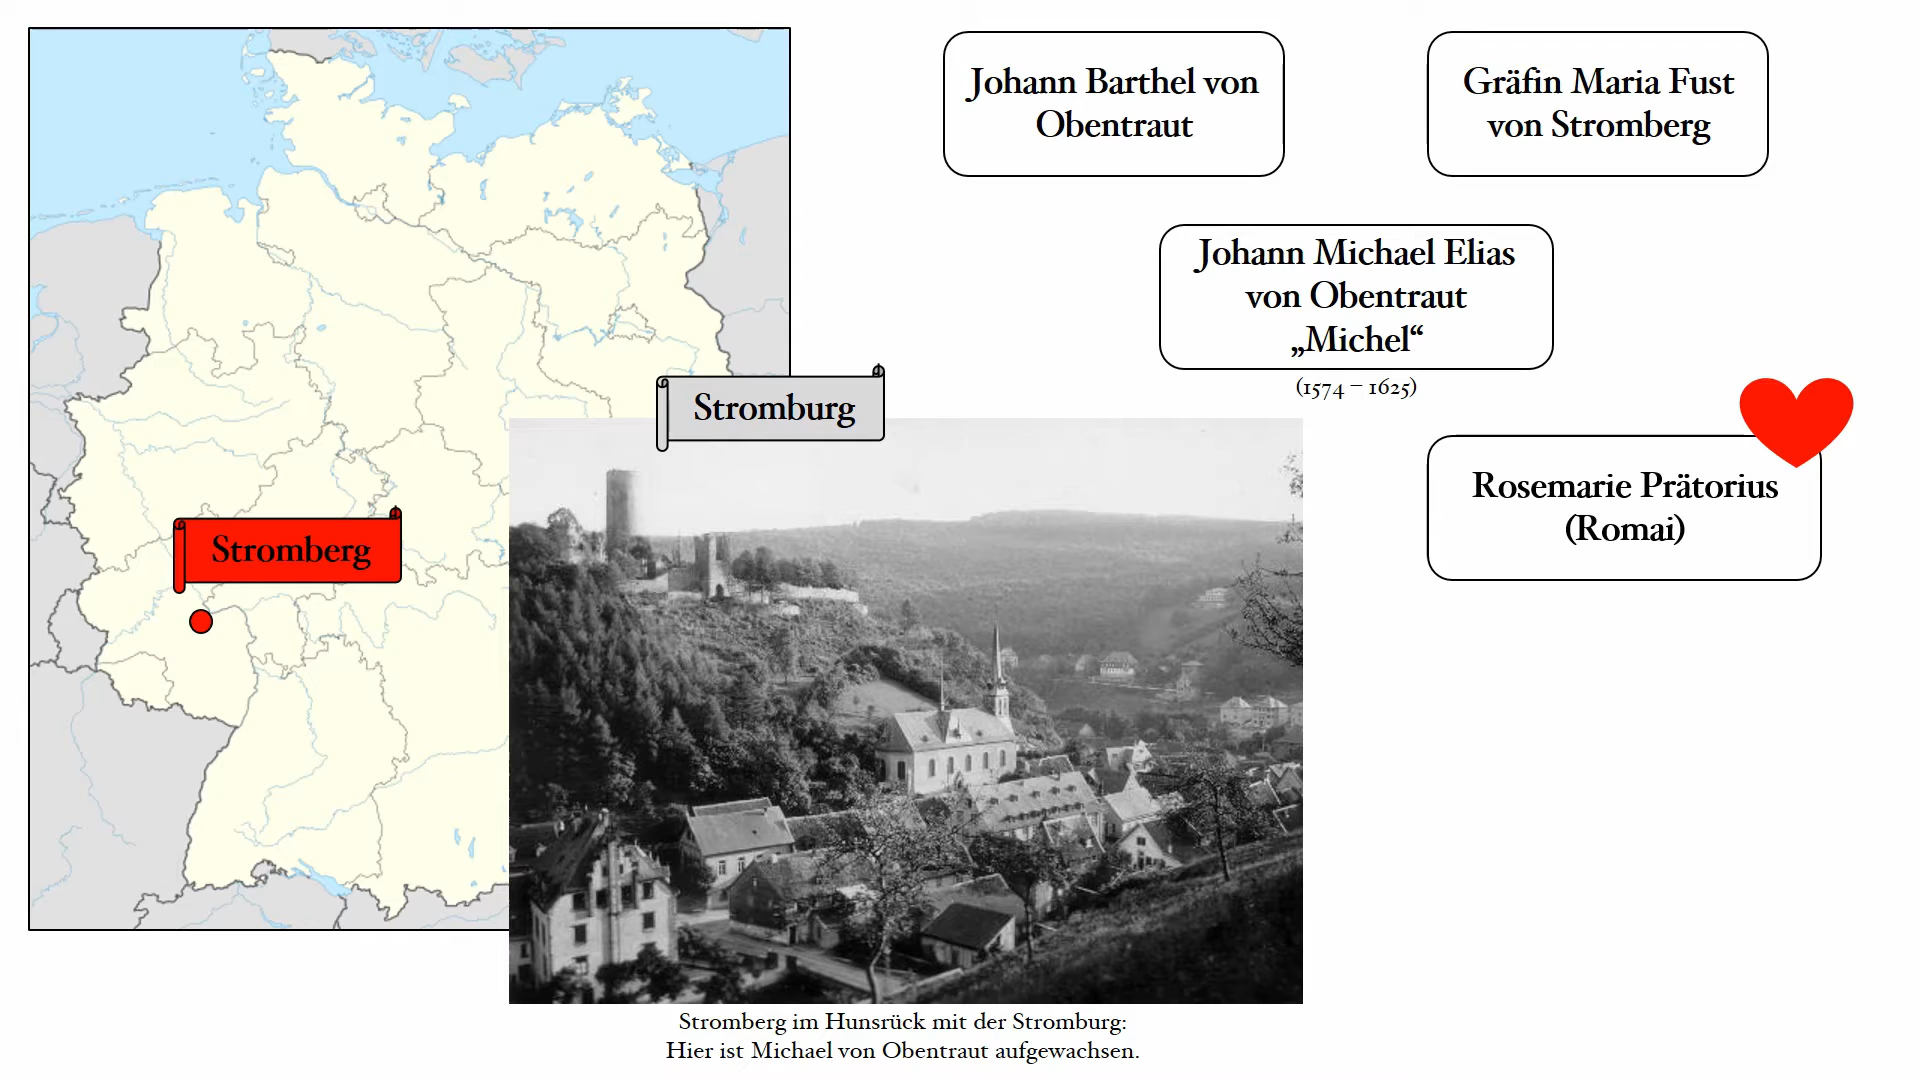 Johann Barthel von
Obentraut
Gräfin Maria Fust
von Stromberg
Johann Michael Elias
von Obentraut
„Michel“
(1574 – 1625)
Stromburg
Rosemarie Prätorius
(Romai)
Stromberg
Stromberg im Hunsrück mit der Stromburg:
Hier ist Michael von Obentraut aufgewachsen.